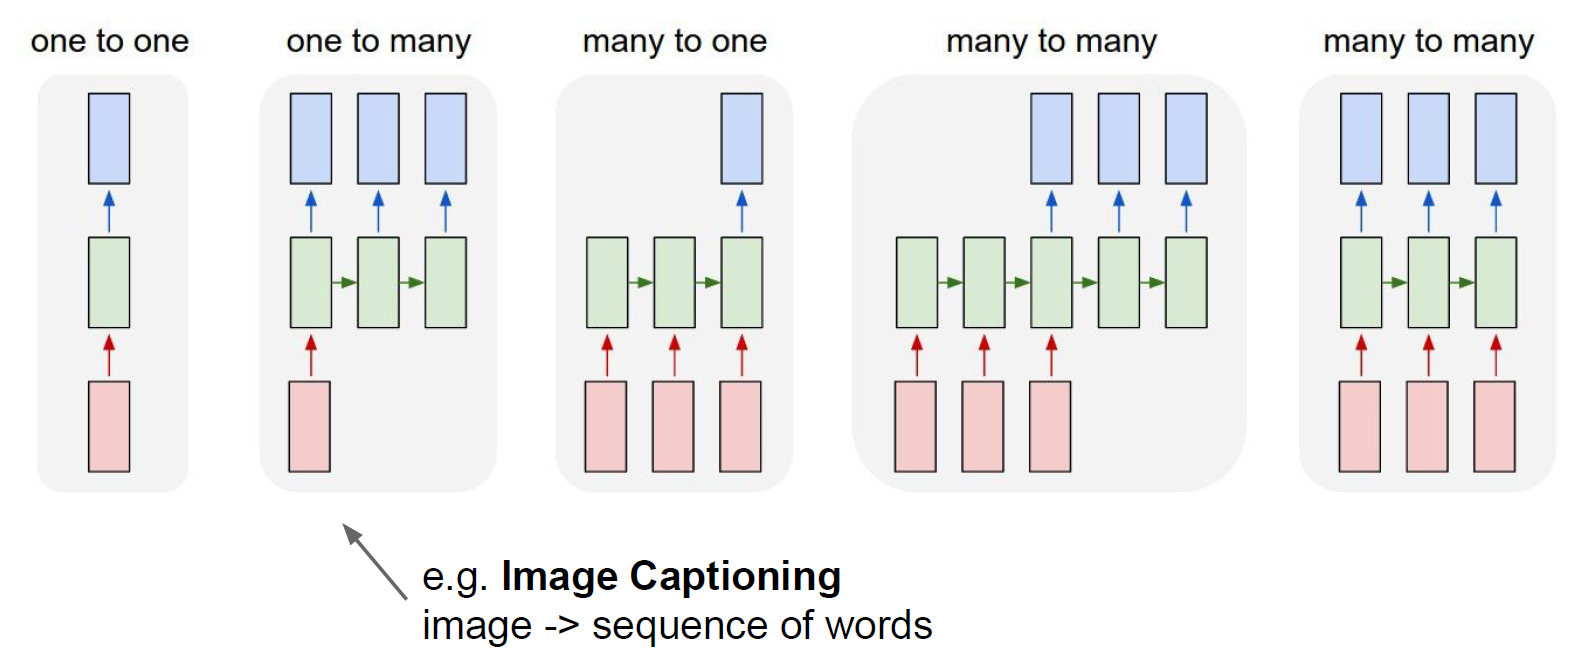 one to one
one to many
many to one
many to many
many to many
e.g. Image Captioning
image -> sequence of words